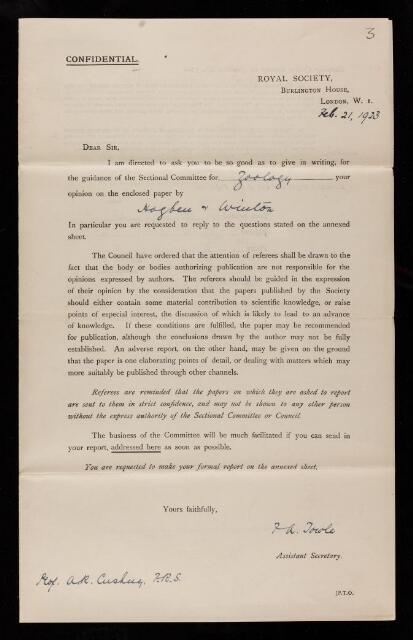 3
CONFIDENTIAL.
ROYAL SOCIETY,
BURLINGTON HOUSE,
LONDON, W. 1.
Feb. 21, 1923
DEAR SIR,
I am directed to ask you to be so good as to give in writing, for
the guidance of the Sectional Committee for Zoology your
opinion on the enclosed paper by
Hogben & Winton
In particular you are requested to reply to the questions stated on the annexed
sheet.
The Council have ordered that the attention of referees shall be drawn to the
fact that the body or bodies authorizing publication are not responsible for the
opinions expressed by authors. The referees should be guided in the expression
of their opinion by the consideration that the papers published by the Society
should either contain some material contribution to scientific knowledge, or raise
points of especial interest, the discussion of which is likely to lead to an advance
of knowledge. If these conditions are fulfilled, the paper may be recommended
for publication, although the conclusions drawn by the author may not be fully
established. An adverse report, on the other hand, may be given on the ground
that the paper is one elaborating points of detail, or dealing with matters which may
more suitably be published through other channels.
Referees are reminded that the papers on which they are asked to report
are sent to them in strict confidence, and may not be shown to any other person
without the express authority of the Sectional Committee or Council.
The business of the Committee will be much facilitated if you can send in
your report, addressed here as soon as possible.
You are requested to make your formal report on the annexed sheet.
Yours faithfully,
F A. Towle
Assistant Secretary.
Prof. A.R. Cushny, F.R.S.
[P.T.O.